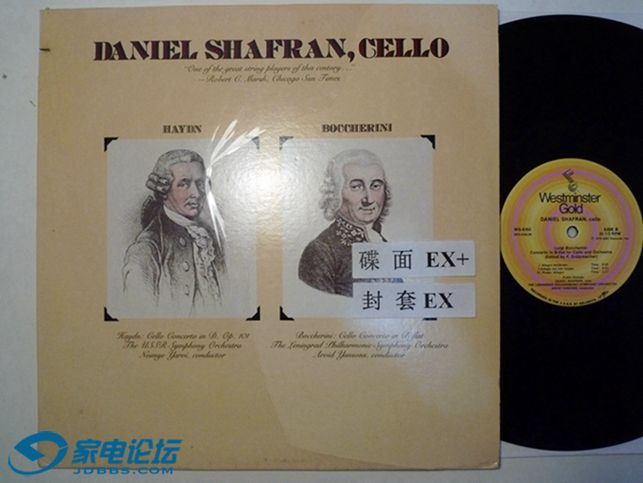 DANIEL SHAFRAN, CELLO
"One of the great string players of this century..."
—Robert C. Marsh, Chicago Sun Times
HAYDN
BOCCHERINI
碟面 EX+
封套 EX
Haydn: Cello Concerto in D, Op. 101
The U.S.S.R. Symphony Orchestra
Neimye Yarvi, conductor
Boccherini: Cello Concerto in B flat
The Leningrad Philharmonic Symphony Orchestra
Arvid Yansons, conductor
Westminster
Gold
DANIEL SHAFRAN, cello
SIDE B
Luigi Boccherini
Concerto in B-flat for Cello and Orchestra
家电论坛
JDBBS.COM